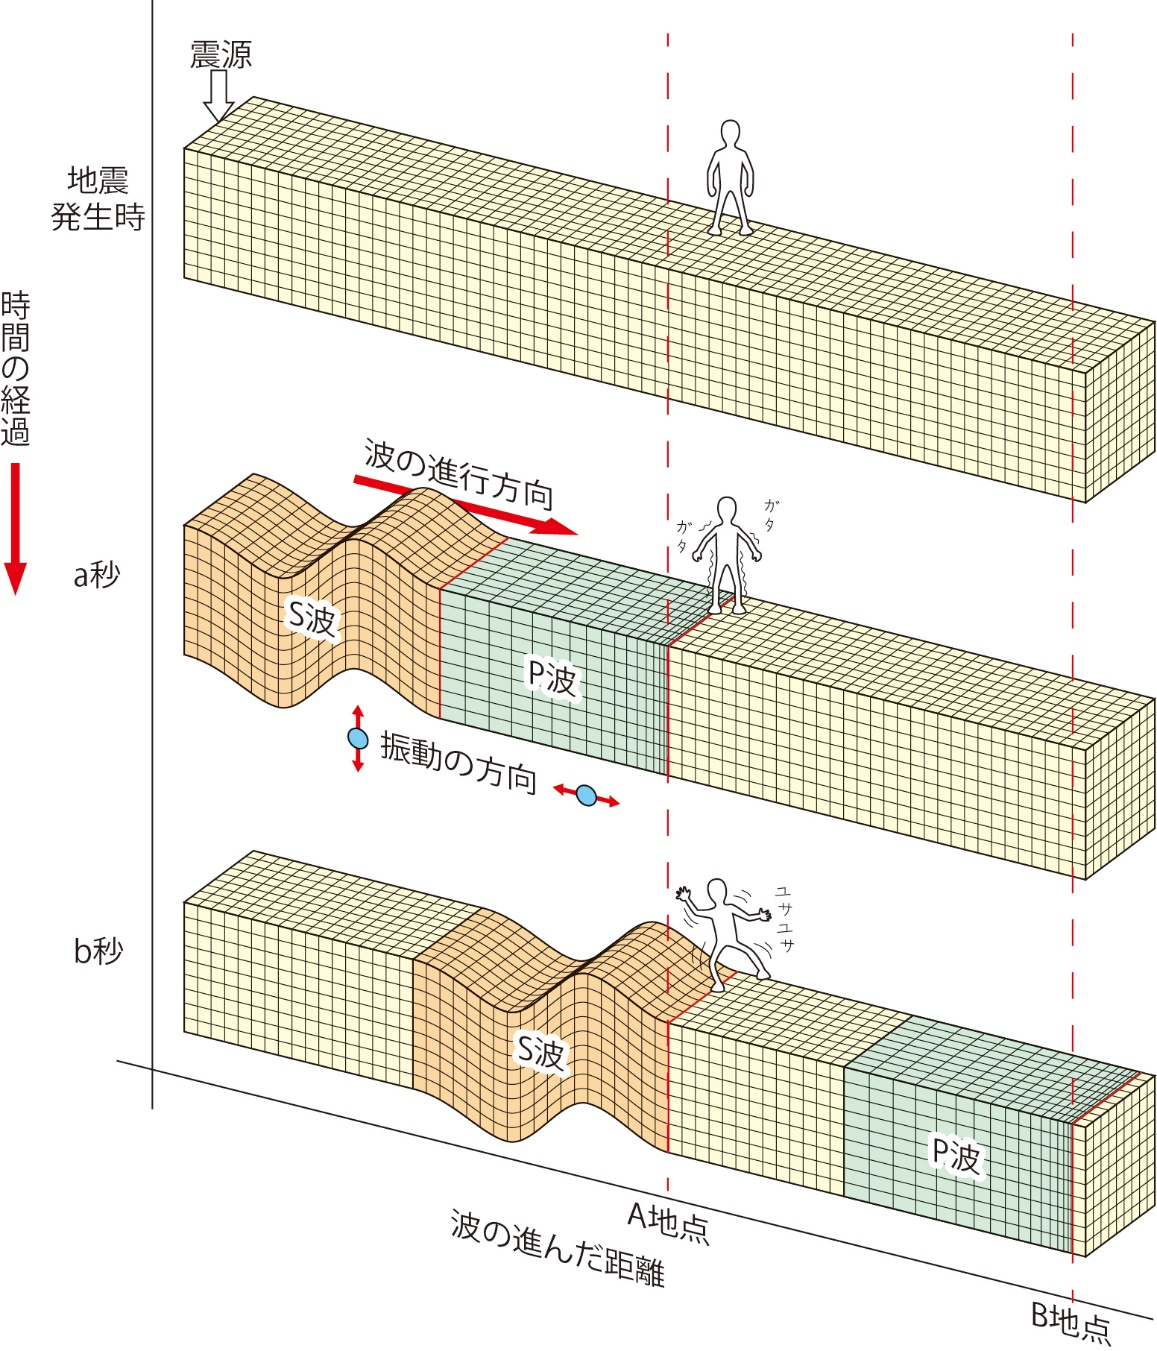 震源
地震
発生時
時間の経過
波の進行方向
a秒
ガタ
ガタ
S波
P波
振動の方向
b秒
ユサユサ
S波
P波
A地点
波の進んだ距離
B地点